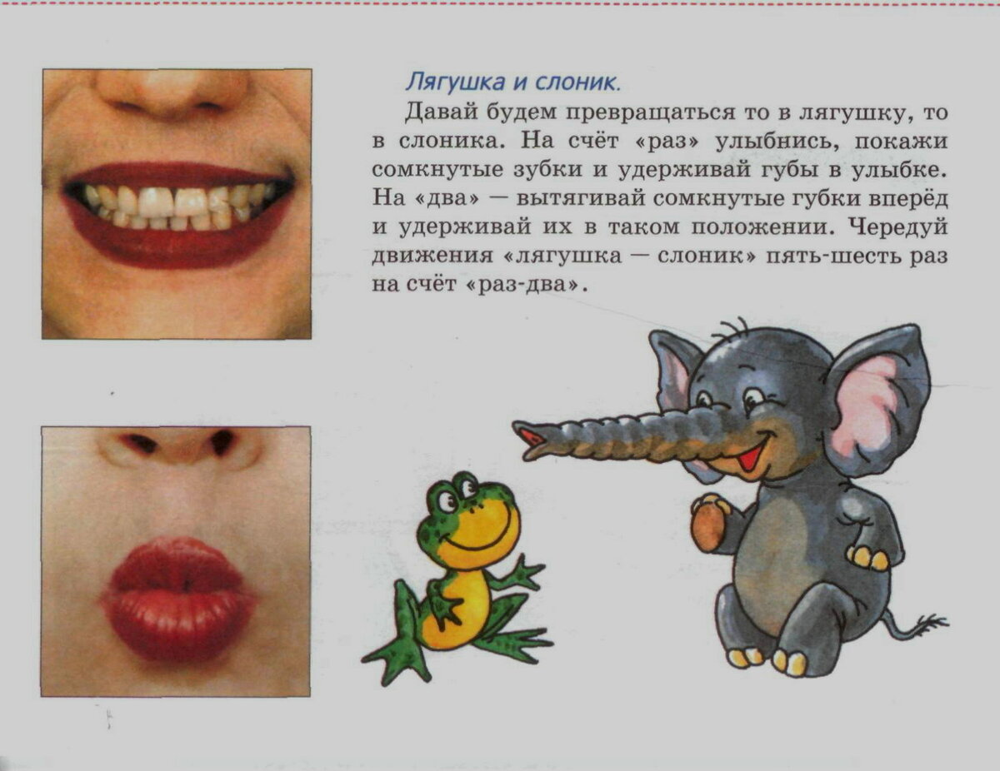 Лягушка и слоник.
Давай будем превращаться то в лягушку, то
в слоника. На счёт «раз» улыбнись, покажи
сомкнутые зубки и удерживай губы в улыбке.
На «два» — вытягивай сомкнутые губки вперёд
и удерживай их в таком положении. Чередуй
движения «лягушка — слоник» пять-шесть раз
на счёт «раз-два».